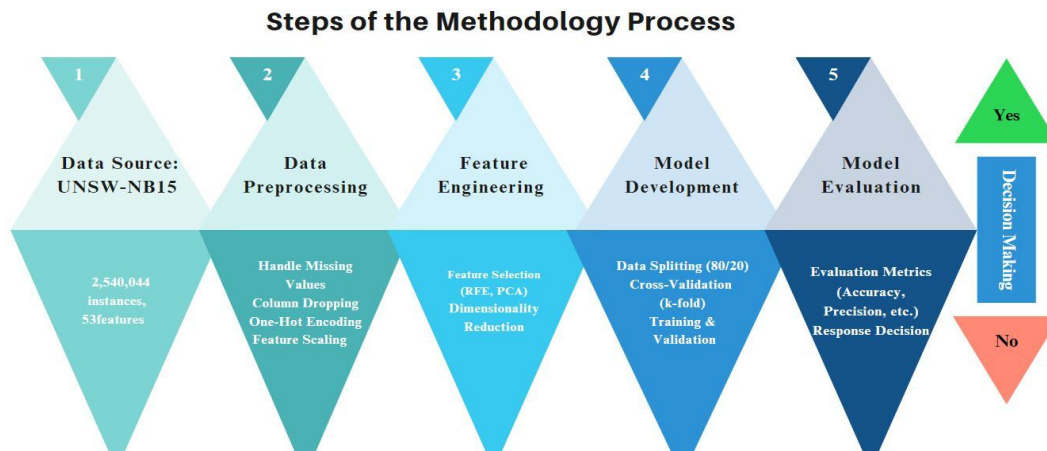 Steps of the Methodology Process
1
Data Source:
UNSW-NB15
2,540,044
instances,
53features
2
Data
Preprocessing
Handle Missing
Values
Column Dropping
One-Hot Encoding
Feature Scaling
3
Feature
Engineering
Feature Selection
(RFE, PCA)
Dimensionality
Reduction
4
Model
Development
Data Splitting (80/20)
Cross-Validation
(k-fold)
Training &
Validation
5
Model
Evaluation
Evaluation Metrics
(Accuracy,
Precision, etc.)
Response Decision
Yes
Decision Making
No